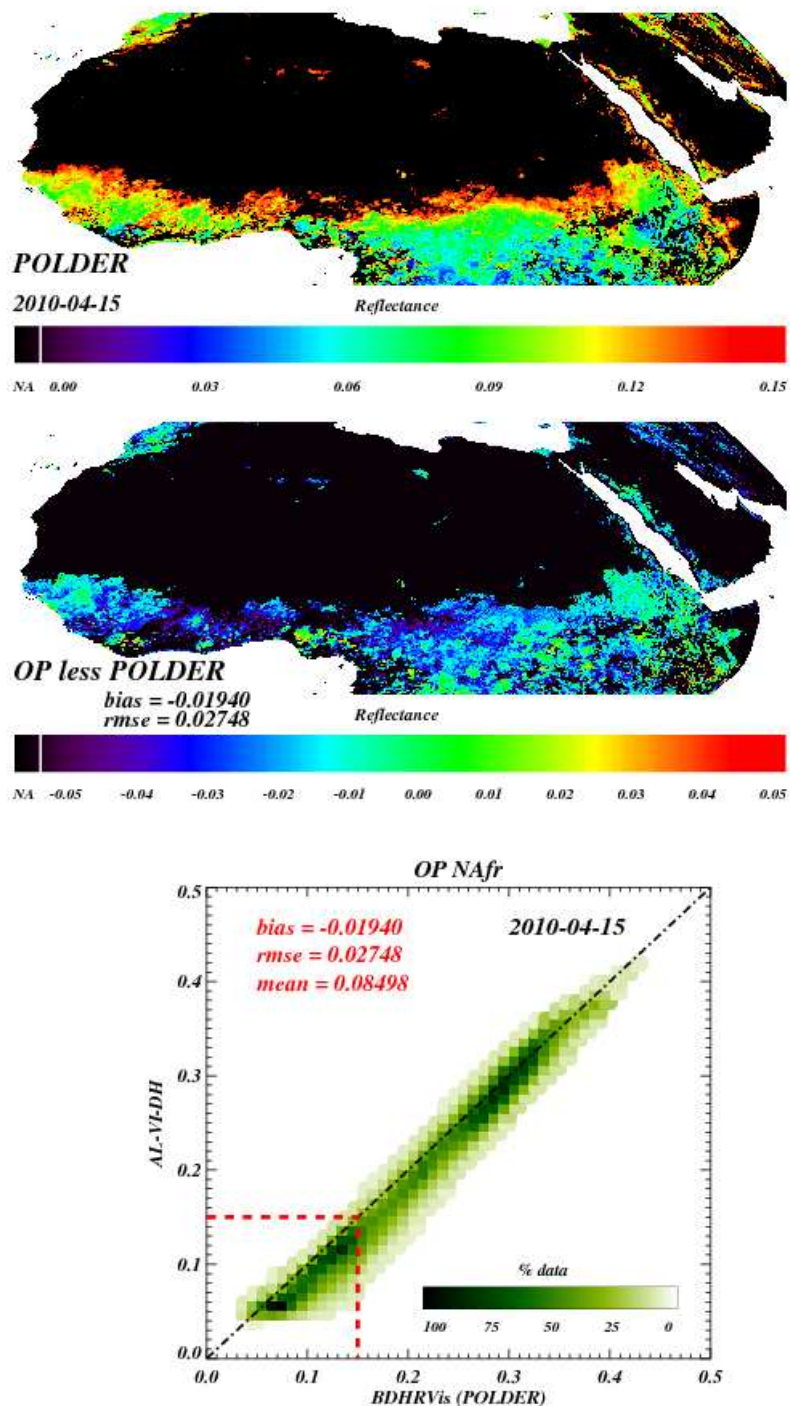 POLDER
2010-04-15
Reflectance
NA 0.00 0.03 0.06 0.09 0.12 0.15
OP less POLDER
bias = -0.01940
rmse = 0.02748
Reflectance
NA -0.05 -0.04 -0.03 -0.02 -0.01 0.00 0.01 0.02 0.03 0.04 0.05
OP NAfr
0.5
bias = -0.01940
2010-04-15
rmse = 0.02748
mean = 0.08498
0.4
0.3
AL-VI-DH
0.2
0.1
% data
100 75 50 25 0
0.0
0.0 0.1 0.2 0.3 0.4 0.5
BDHRVis (POLDER)